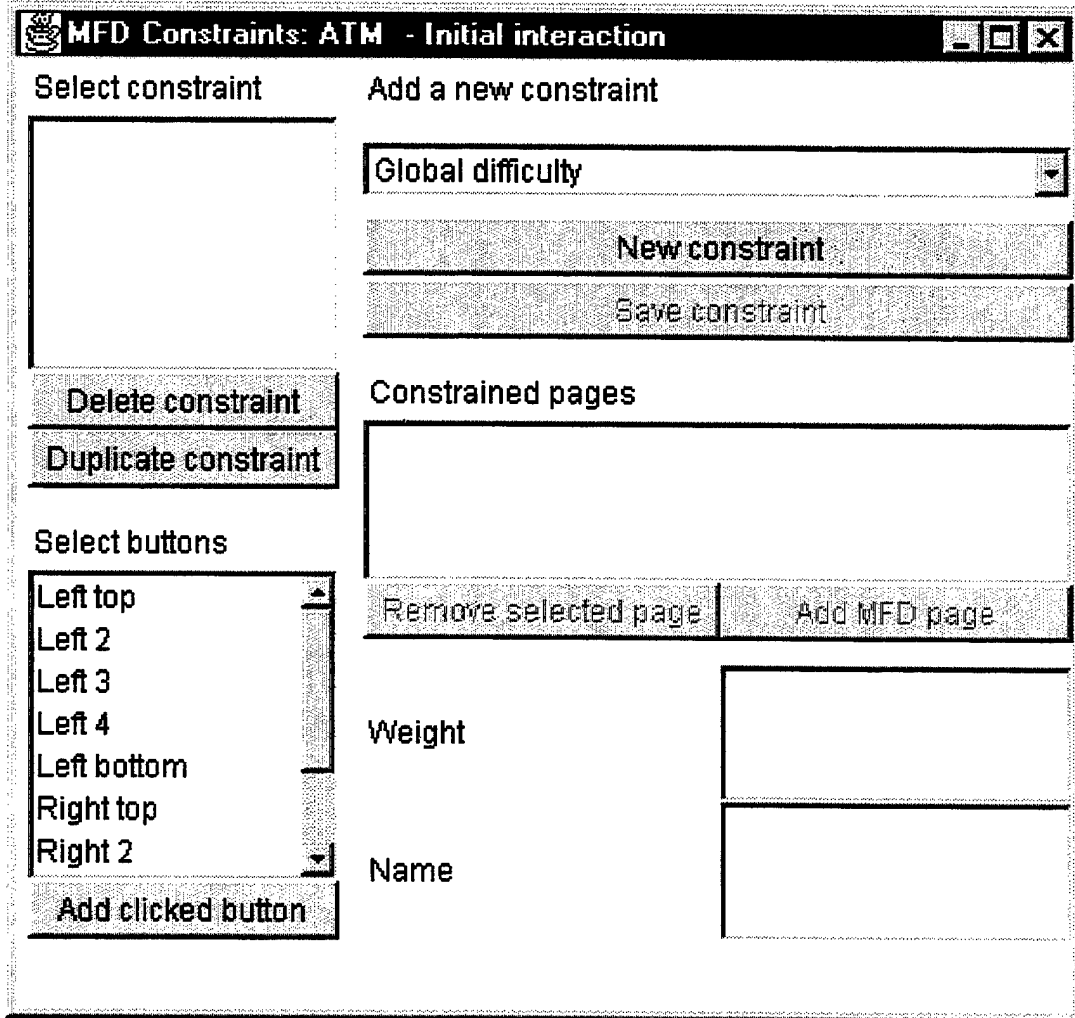 MFD Constraints: ATM - Initial interaction
Select constraint
Add a new constraint
Global difficulty
New constraint
Save constraint
Delete constraint
Duplicate constraint
Constrained pages
Remove selected page
Add MFD page
Select buttons
Left top
Left 2
Left 3
Left 4
Left bottom
Right top
Right 2
Add clicked button
Weight
Name